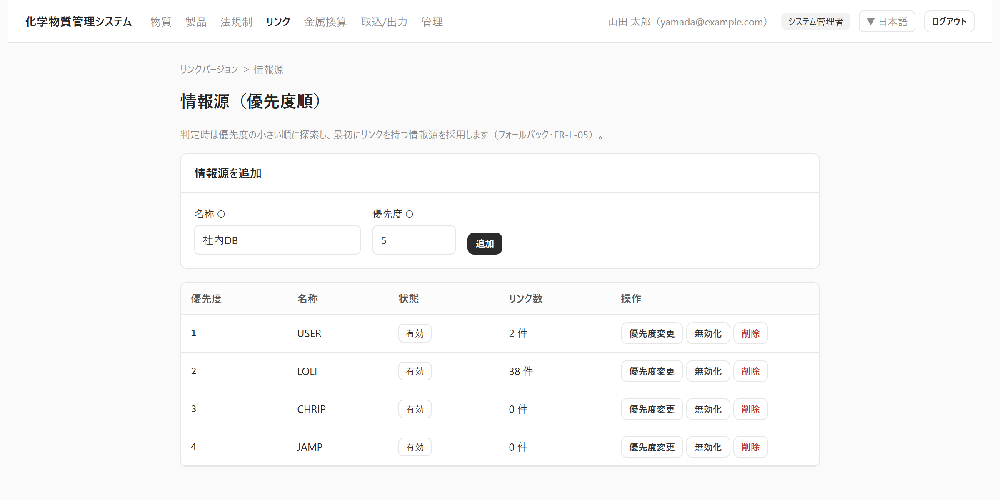 化学物質管理システム 物質 製品 法規制 リンク 金属換算 取込/出力 管理 山田 太郎（yamada@example.com） システム管理者 ▼ 日本語 ログアウト
リンクバージョン > 情報源
情報源（優先度順）
判定時は優先度の小さい順に探索し、最初にリンクを持つ情報源を採用します（フォールバック・FR-L-05）。
情報源を追加
名称 ○ 優先度 ○
社内DB 5 追加
優先度 名称 状態 リンク数 操作
1 USER 有効 2 件 優先度変更 無効化 削除
2 LOLI 有効 38 件 優先度変更 無効化 削除
3 CHRIP 有効 0 件 優先度変更 無効化 削除
4 JAMP 有効 0 件 優先度変更 無効化 削除